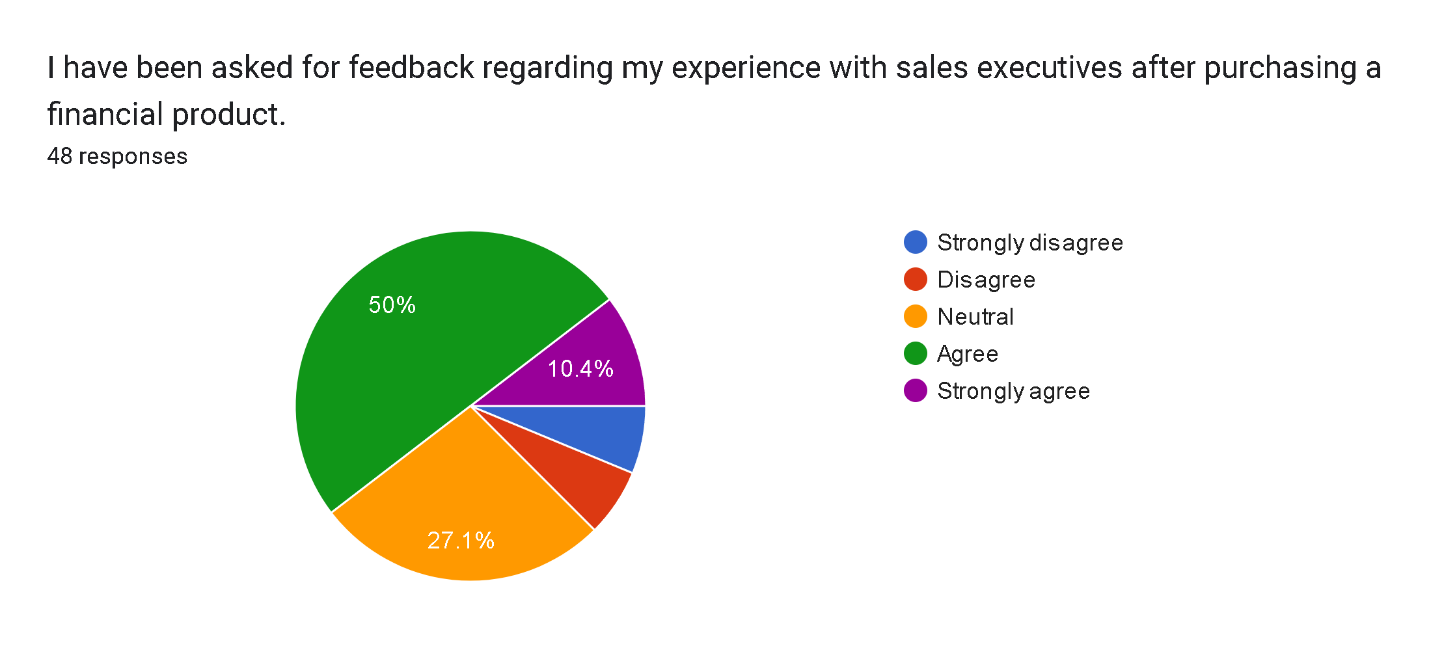 I have been asked for feedback regarding my experience with sales executives after purchasing a
financial product.
48 responses
50%
10.4%
27.1%
Strongly disagree
Disagree
Neutral
Agree
Strongly agree